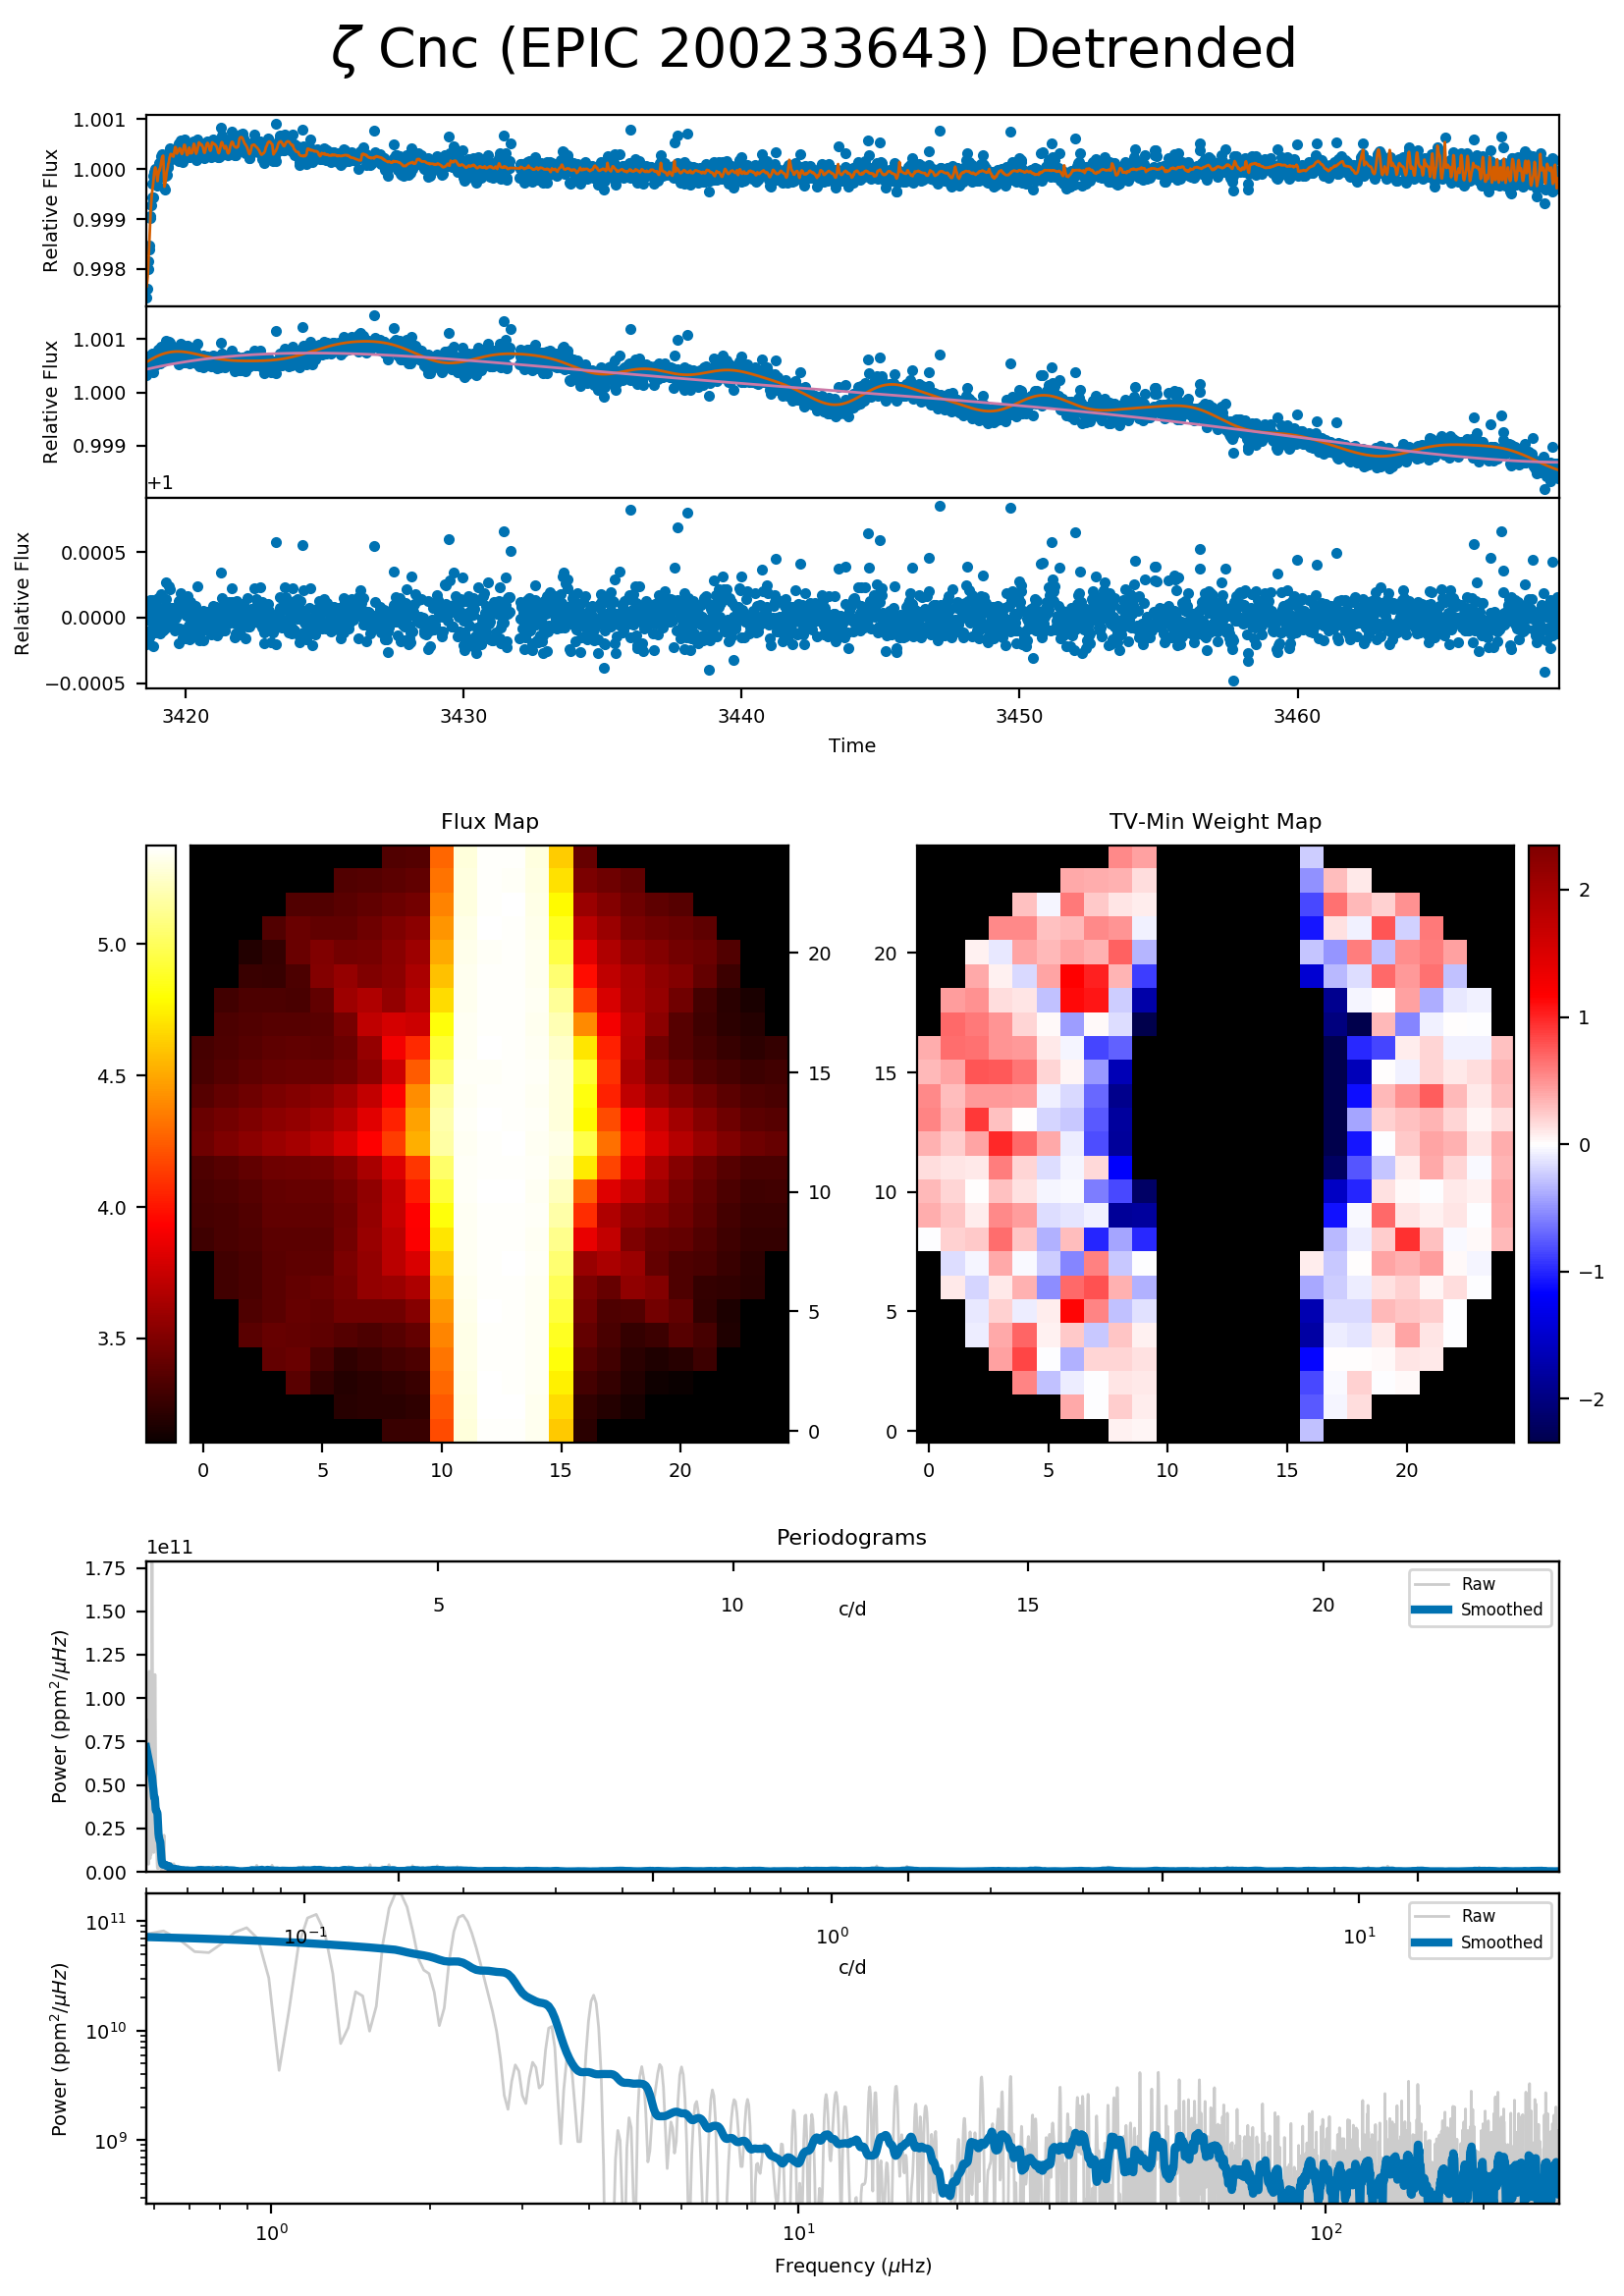 ζ Cnc (EPIC 200233643) Detrended
1.001
1.000
0.999
0.998
Relative Flux
1.001
1.000
0.999
Relative Flux
+1
0.0005
0.0000
−0.0005
Relative Flux
3420 3430 3440 3450 3460
Time
Flux Map
5.0
4.5
4.0
3.5
20
15
10
5
0
0 5 10 15 20
TV-Min Weight Map
20
15
10
5
0
0 5 10 15 20
2
1
0
−1
−2
Periodograms
1e11
1.75
1.50
1.25
1.00
0.75
0.50
0.25
0.00
Power (ppm²/μHz)
5 10 15 20
c/d
Raw
Smoothed
10¹¹
10¹⁰
10⁹
Power (ppm²/μHz)
10⁻¹ 10⁰ 10¹
c/d
Raw
Smoothed
10⁰ 10¹ 10²
Frequency (μHz)